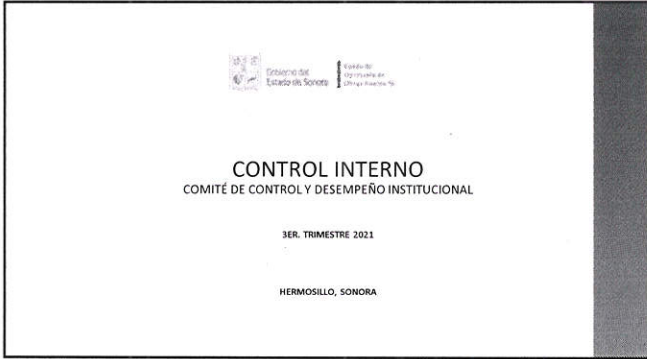 Gobierno del
Estado de Sonora
CONTROL INTERNO
COMITÉ DE CONTROL Y DESEMPEÑO INSTITUCIONAL
3ER. TRIMESTRE 2021
HERMOSILLO, SONORA